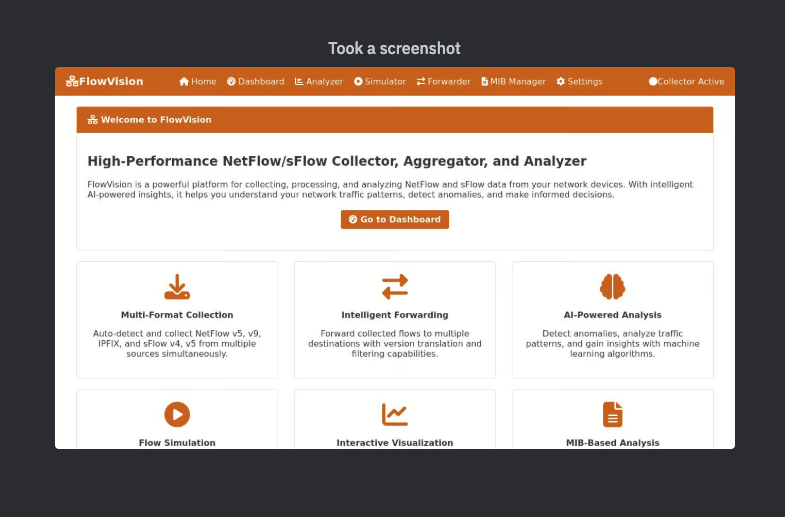 Took a screenshot
FlowVision
Home Dashboard Analyzer Simulator Forwarder MIB Manager Settings Collector Active
Welcome to FlowVision
High-Performance NetFlow/sFlow Collector, Aggregator, and Analyzer
FlowVision is a powerful platform for collecting, processing, and analyzing NetFlow and sFlow data from your network devices. With intelligent
AI-powered insights, it helps you understand your network traffic patterns, detect anomalies, and make informed decisions.
Go to Dashboard
Multi-Format Collection
Auto-detect and collect NetFlow v5, v9,
IPFIX, and sFlow v4, v5 from multiple
sources simultaneously.
Intelligent Forwarding
Forward collected flows to multiple
destinations with version translation and
filtering capabilities.
AI-Powered Analysis
Detect anomalies, analyze traffic
patterns, and gain insights with machine
learning algorithms.
Flow Simulation
Interactive Visualization
MIB-Based Analysis